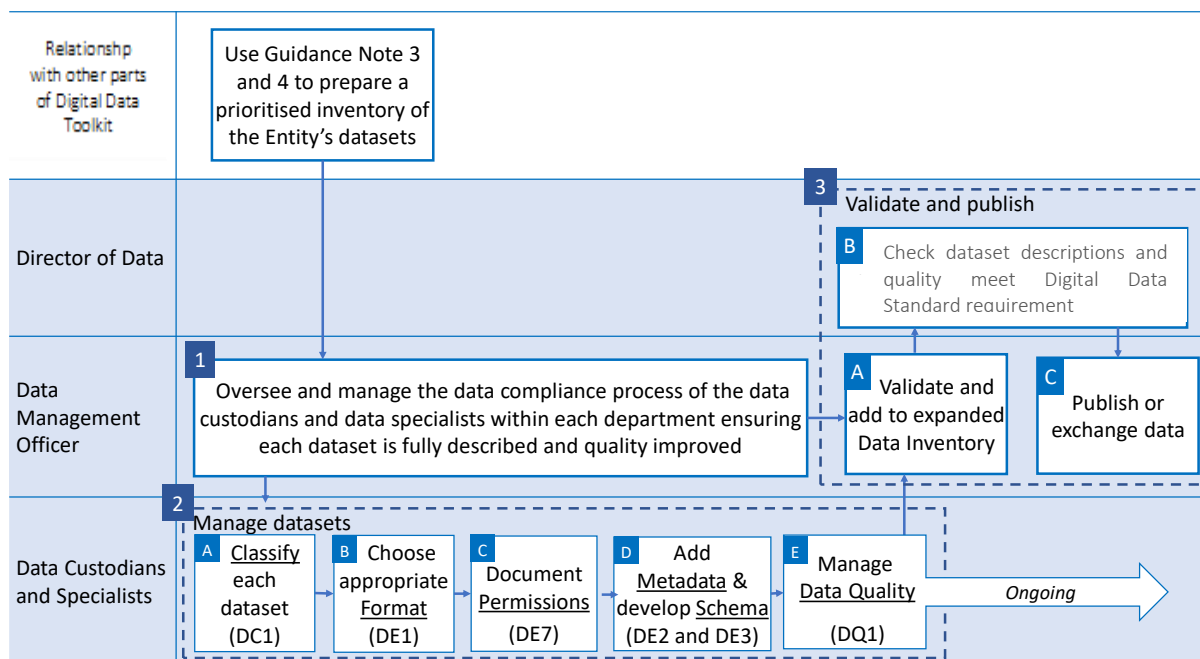 Relationshp
with other parts
of Digital Data
Toolkit
Use Guidance Note 3
and 4 to prepare a
prioritised inventory of
the Entity's datasets
Director of Data
3
Validate and publish
B
Check dataset descriptions and
quality meet Digital Data
Standard requirement
Data
Management
Officer
1
Oversee and manage the data compliance process of the data
custodians and data specialists within each department ensuring
each dataset is fully described and quality improved
A
Validate and
add to expanded
Data Inventory
C
Publish or
exchange data
Data Custodians
and Specialists
2
Manage datasets
A
Classify
each
dataset
(DC1)
B
Choose
appropriate
Format
(DE1)
C
Document
Permissions
(DE7)
D
Add
Metadata &
develop Schema
(DE2 and DE3)
E
Manage
Data Quality
(DQ1)
Ongoing